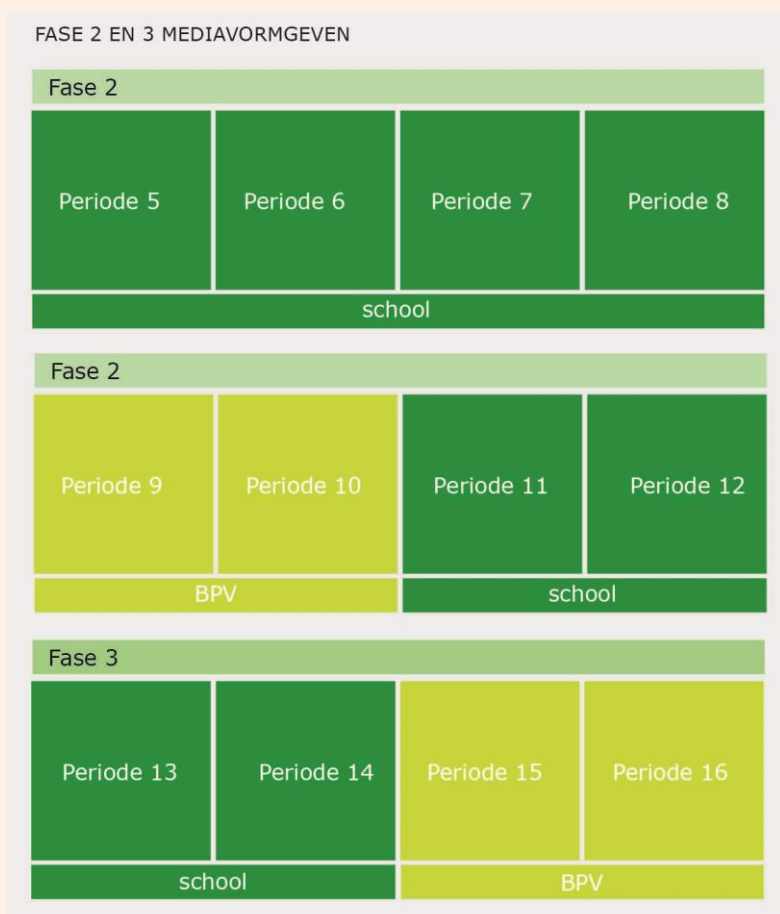 FASE 2 EN 3 MEDIAVORMGEVEN
Fase 2
Periode 5 Periode 6 Periode 7 Periode 8
school
Fase 2
Periode 9 Periode 10 Periode 11 Periode 12
BPV school
Fase 3
Periode 13 Periode 14 Periode 15 Periode 16
school BPV